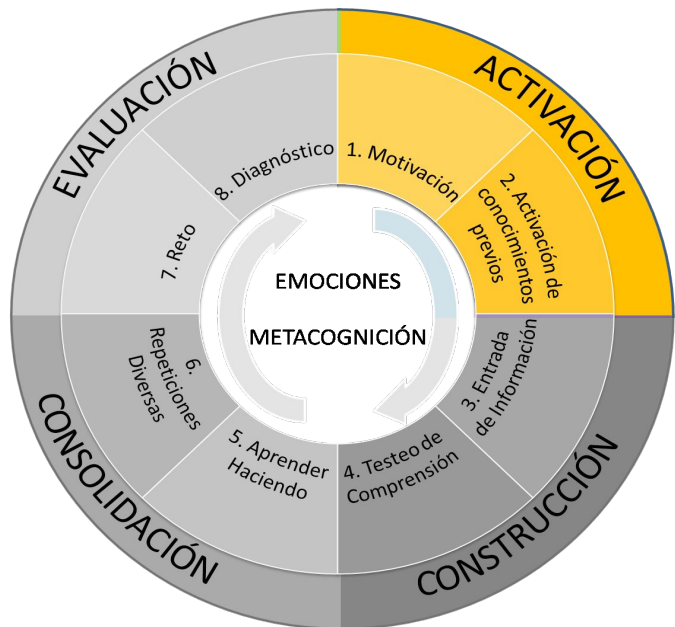 ACTIVACIÓN
1. Motivación
2. Activación de
conocimientos
previos
CONSTRUCCIÓN
3. Entrada
de Información
4. Testeo de
Comprensión
CONSOLIDACIÓN
5. Aprender
Haciendo
6.
Repeticiones
Diversas
EVALUACIÓN
7. Reto
8. Diagnóstico
EMOCIONES
METACOGNICIÓN